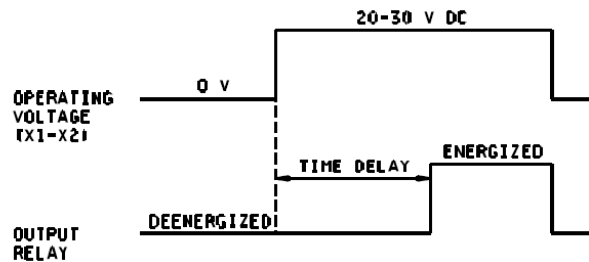 20-30 V DC
0 V
OPERATING
VOLTAGE
(X1-X2)
ENERGIZED
TIME DELAY
DEENERGIZED
OUTPUT
RELAY